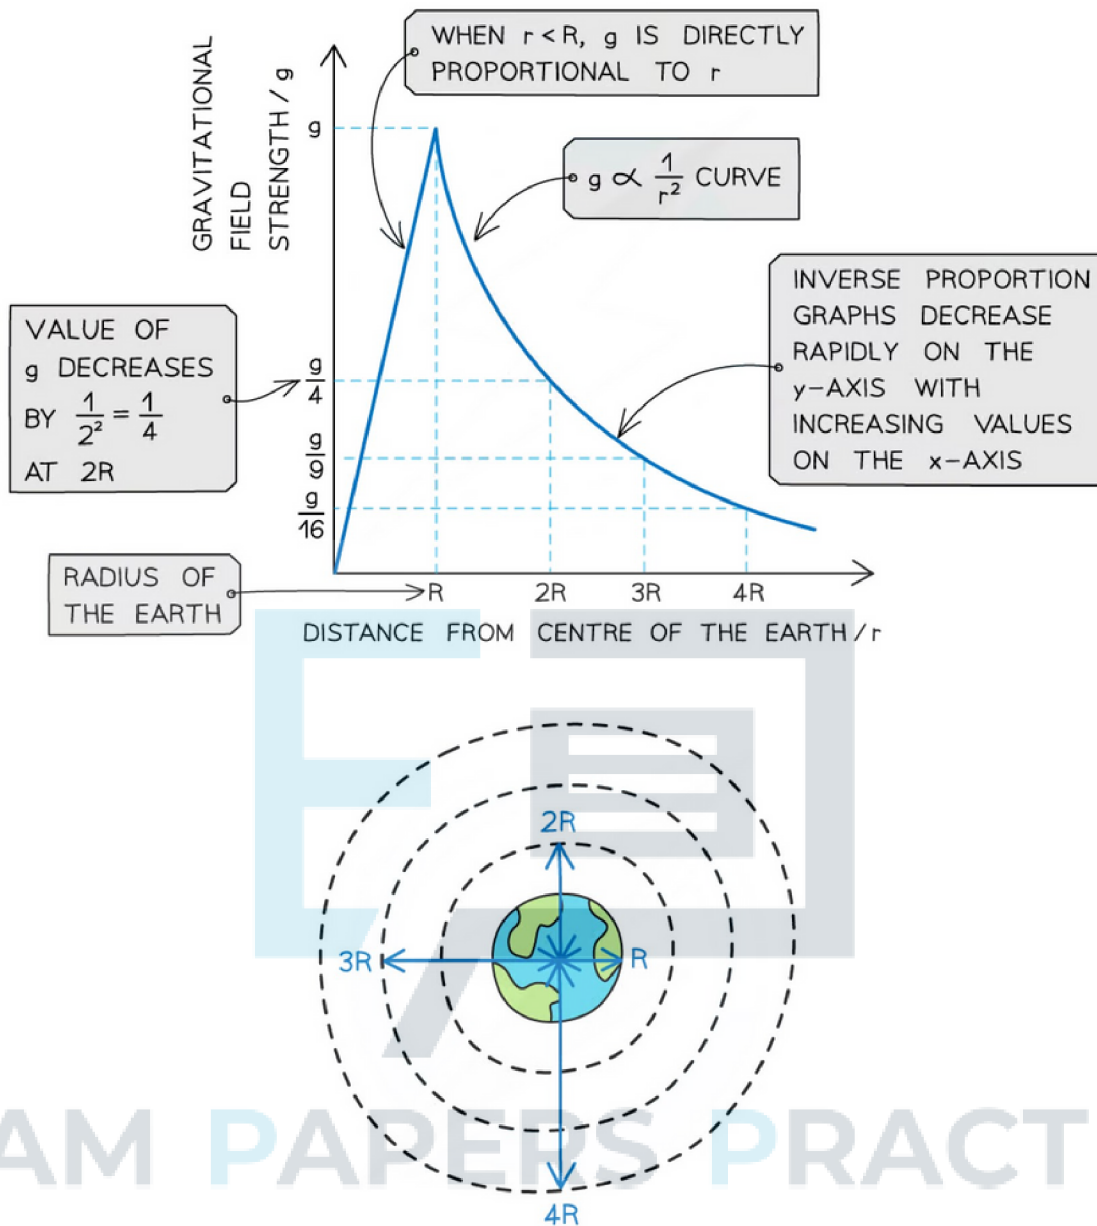 WHEN r < R, g IS DIRECTLY
PROPORTIONAL TO r
GRAVITATIONAL
FIELD
STRENGTH / g
g
g ∝ 1/r² CURVE
INVERSE PROPORTION
GRAPHS DECREASE
RAPIDLY ON THE
y-AXIS WITH
INCREASING VALUES
ON THE x-AXIS
VALUE OF
g DECREASES
BY 1/2² = 1/4
AT 2R
g/4
g/9
g/16
RADIUS OF
THE EARTH
R 2R 3R 4R
DISTANCE FROM CENTRE OF THE EARTH / r
2R
3R
R
4R
AM PAPERS PRACT